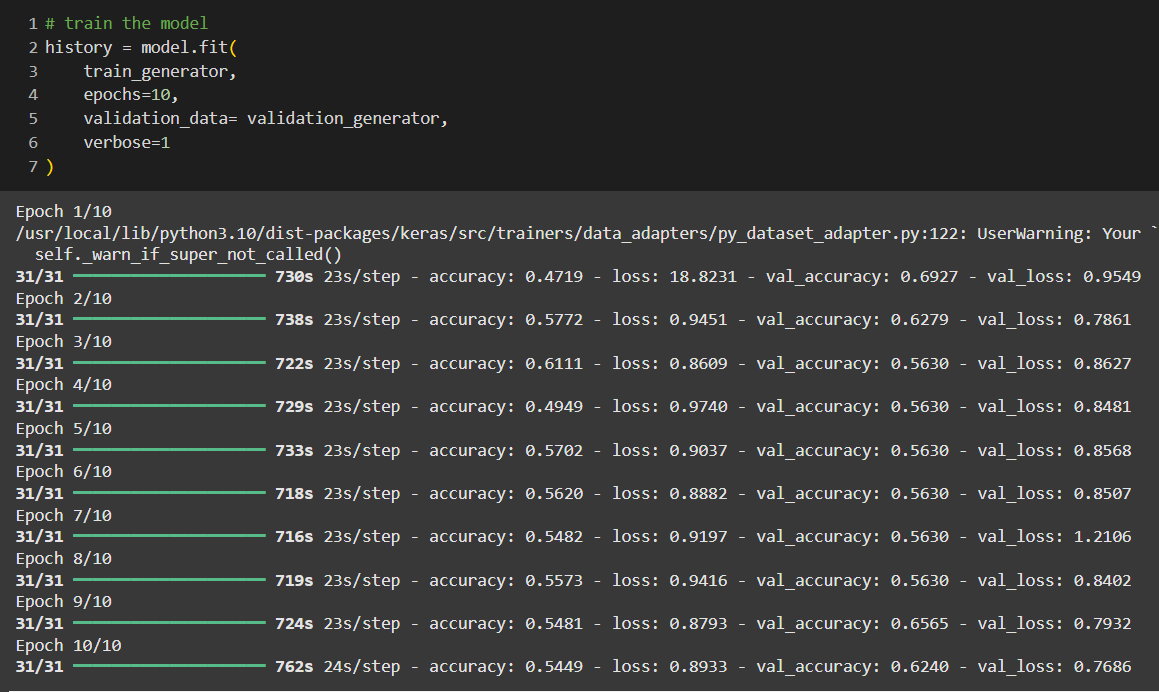 1 # train the model
2 history = model.fit(
3     train_generator,
4     epochs=10,
5     validation_data= validation_generator,
6     verbose=1
7 )
Epoch 1/10
/usr/local/lib/python3.10/dist-packages/keras/src/trainers/data_adapters/py_dataset_adapter.py:122: UserWarning: Your `
  self._warn_if_super_not_called()
31/31 ━━━━━━━━━━━━━━━━━━━━ 730s 23s/step - accuracy: 0.4719 - loss: 18.8231 - val_accuracy: 0.6927 - val_loss: 0.9549
Epoch 2/10
31/31 ━━━━━━━━━━━━━━━━━━━━ 738s 23s/step - accuracy: 0.5772 - loss: 0.9451 - val_accuracy: 0.6279 - val_loss: 0.7861
Epoch 3/10
31/31 ━━━━━━━━━━━━━━━━━━━━ 722s 23s/step - accuracy: 0.6111 - loss: 0.8609 - val_accuracy: 0.5630 - val_loss: 0.8627
Epoch 4/10
31/31 ━━━━━━━━━━━━━━━━━━━━ 729s 23s/step - accuracy: 0.4949 - loss: 0.9740 - val_accuracy: 0.5630 - val_loss: 0.8481
Epoch 5/10
31/31 ━━━━━━━━━━━━━━━━━━━━ 733s 23s/step - accuracy: 0.5702 - loss: 0.9037 - val_accuracy: 0.5630 - val_loss: 0.8568
Epoch 6/10
31/31 ━━━━━━━━━━━━━━━━━━━━ 718s 23s/step - accuracy: 0.5620 - loss: 0.8882 - val_accuracy: 0.5630 - val_loss: 0.8507
Epoch 7/10
31/31 ━━━━━━━━━━━━━━━━━━━━ 716s 23s/step - accuracy: 0.5482 - loss: 0.9197 - val_accuracy: 0.5630 - val_loss: 1.2106
Epoch 8/10
31/31 ━━━━━━━━━━━━━━━━━━━━ 719s 23s/step - accuracy: 0.5573 - loss: 0.9416 - val_accuracy: 0.5630 - val_loss: 0.8402
Epoch 9/10
31/31 ━━━━━━━━━━━━━━━━━━━━ 724s 23s/step - accuracy: 0.5481 - loss: 0.8793 - val_accuracy: 0.6565 - val_loss: 0.7932
Epoch 10/10
31/31 ━━━━━━━━━━━━━━━━━━━━ 762s 24s/step - accuracy: 0.5449 - loss: 0.8933 - val_accuracy: 0.6240 - val_loss: 0.7686